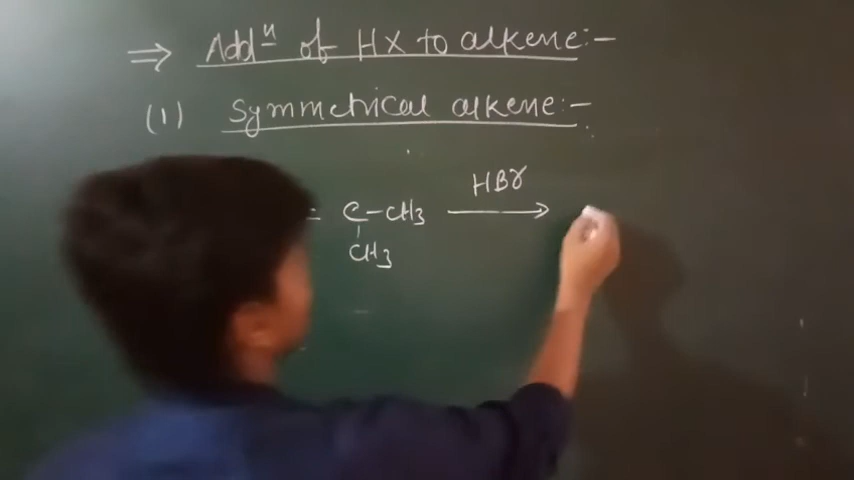 ⇒ Addⁿ of HX to alkene:-
(1) Symmetrical alkene:-
= C-CH3 HBr →
CH3